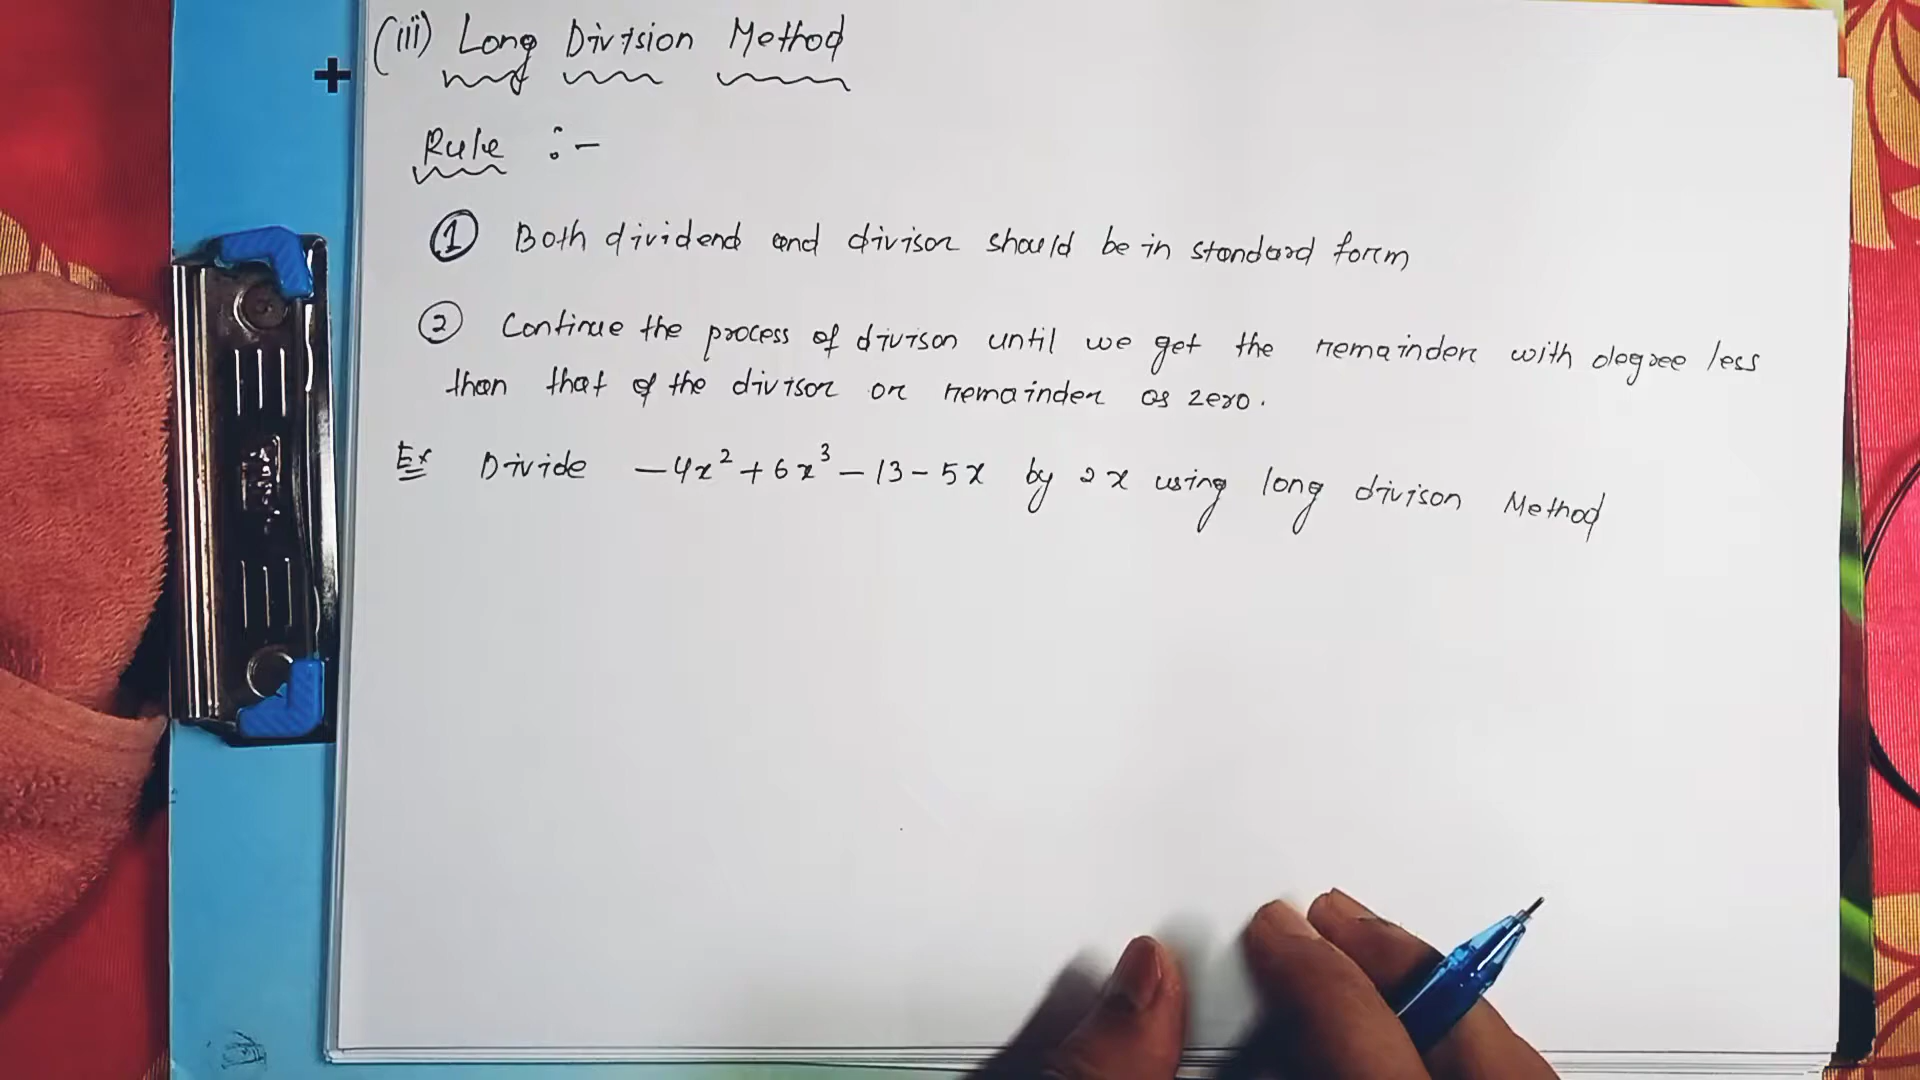 (iii) Long Division Method
Rule :-
① Both dividend and divisor should be in standard form
② Continue the process of divison until we get the remainder with degree less
than that of the divisor or remainder as zero.
Ex Divide -4x² + 6x³ - 13 - 5x by 2x using long divison Method